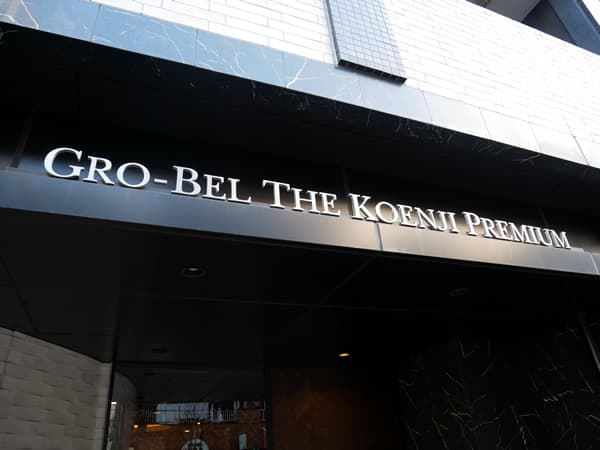 GRO-BEL THE KOENJI PREMIUM